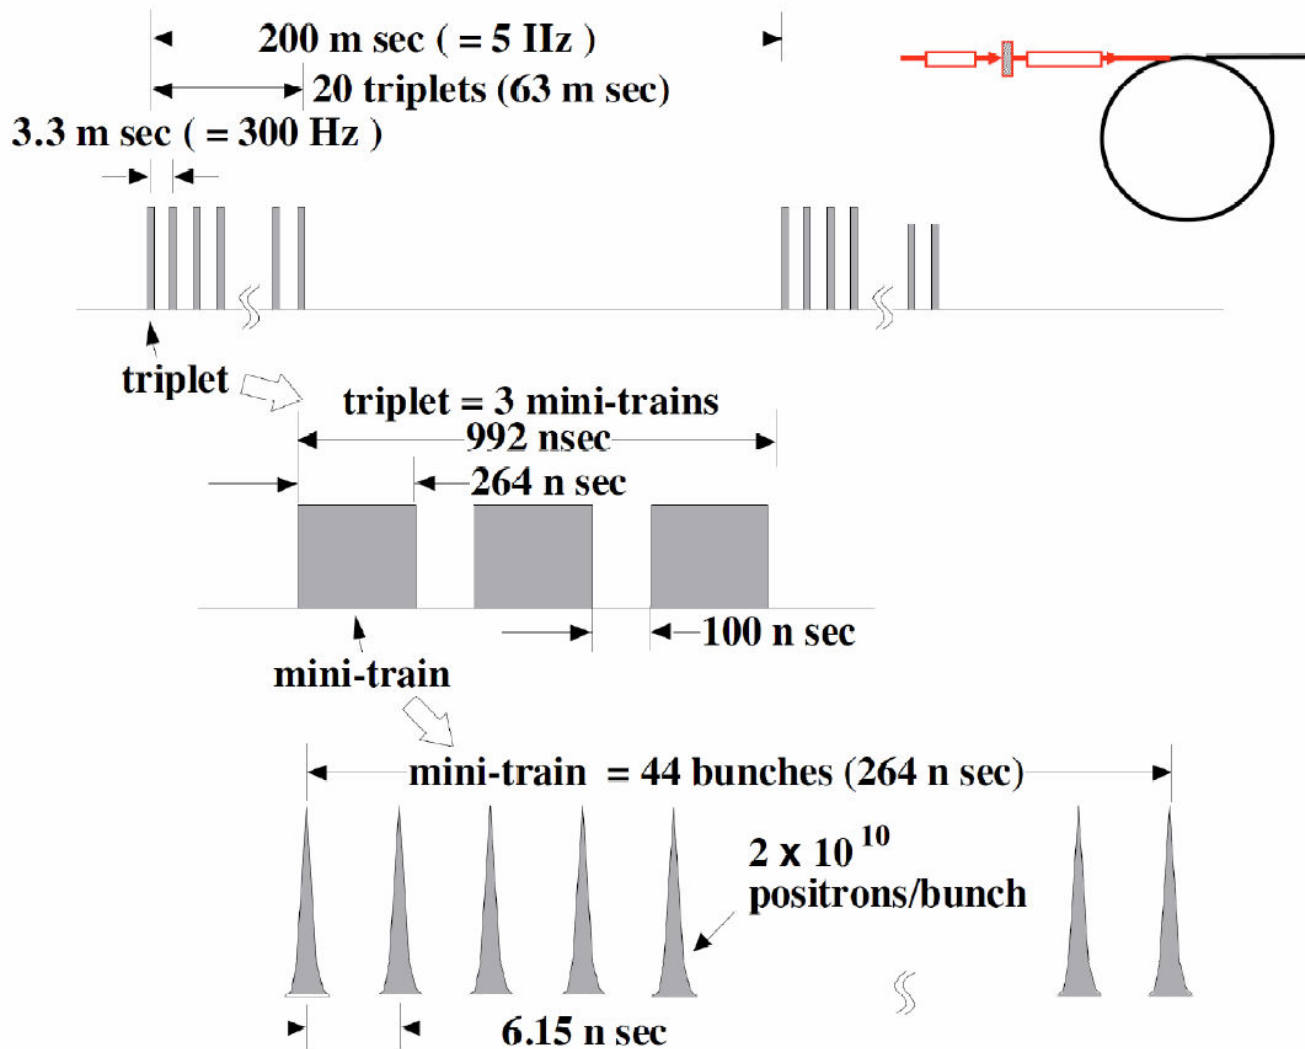 200 m sec ( = 5 Hz )
20 triplets (63 m sec)
3.3 m sec ( = 300 Hz )
triplet
triplet = 3 mini-trains
992 nsec
264 n sec
100 n sec
mini-train
mini-train = 44 bunches (264 n sec)
2 x 10 10
positrons/bunch
6.15 n sec